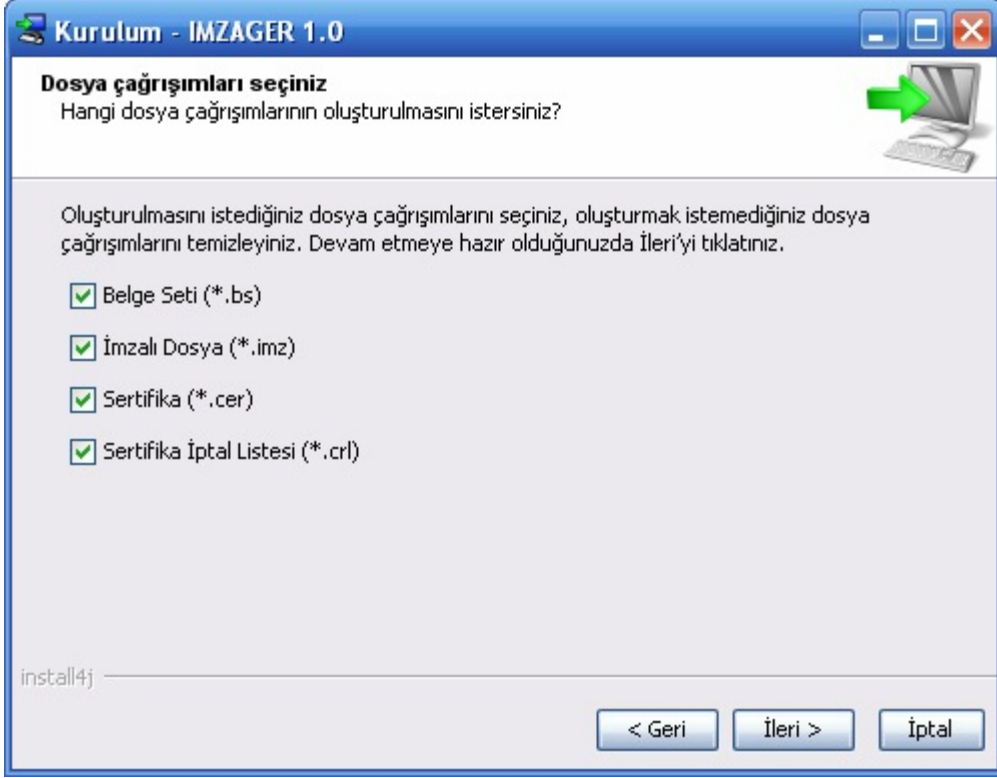 Kurulum - IMZAGER 1.0
Dosya çağrışımları seçiniz
Hangi dosya çağrışımlarının oluşturulmasını istersiniz?
Oluşturulmasını istediğiniz dosya çağrışımlarını seçiniz, oluşturmak istemediğiniz dosya
çağrışımlarını temizleyiniz. Devam etmeye hazır olduğunuzda İleri'yi tıklatınız.
Belge Seti (*.bs)
İmzalı Dosya (*.imz)
Sertifika (*.cer)
Sertifika İptal Listesi (*.crl)
install4j
< Geri
İleri >
İptal